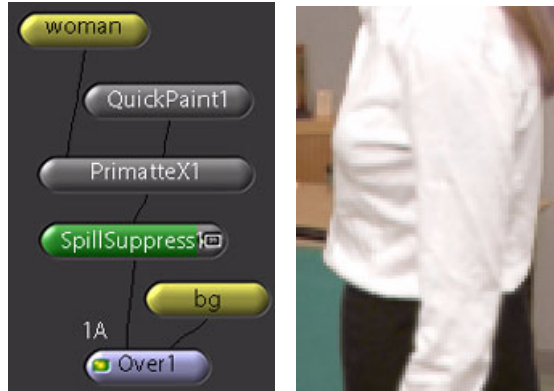 woman
QuickPaint1
PrimatteX1
SpillSuppress1
bg
1A
Over1